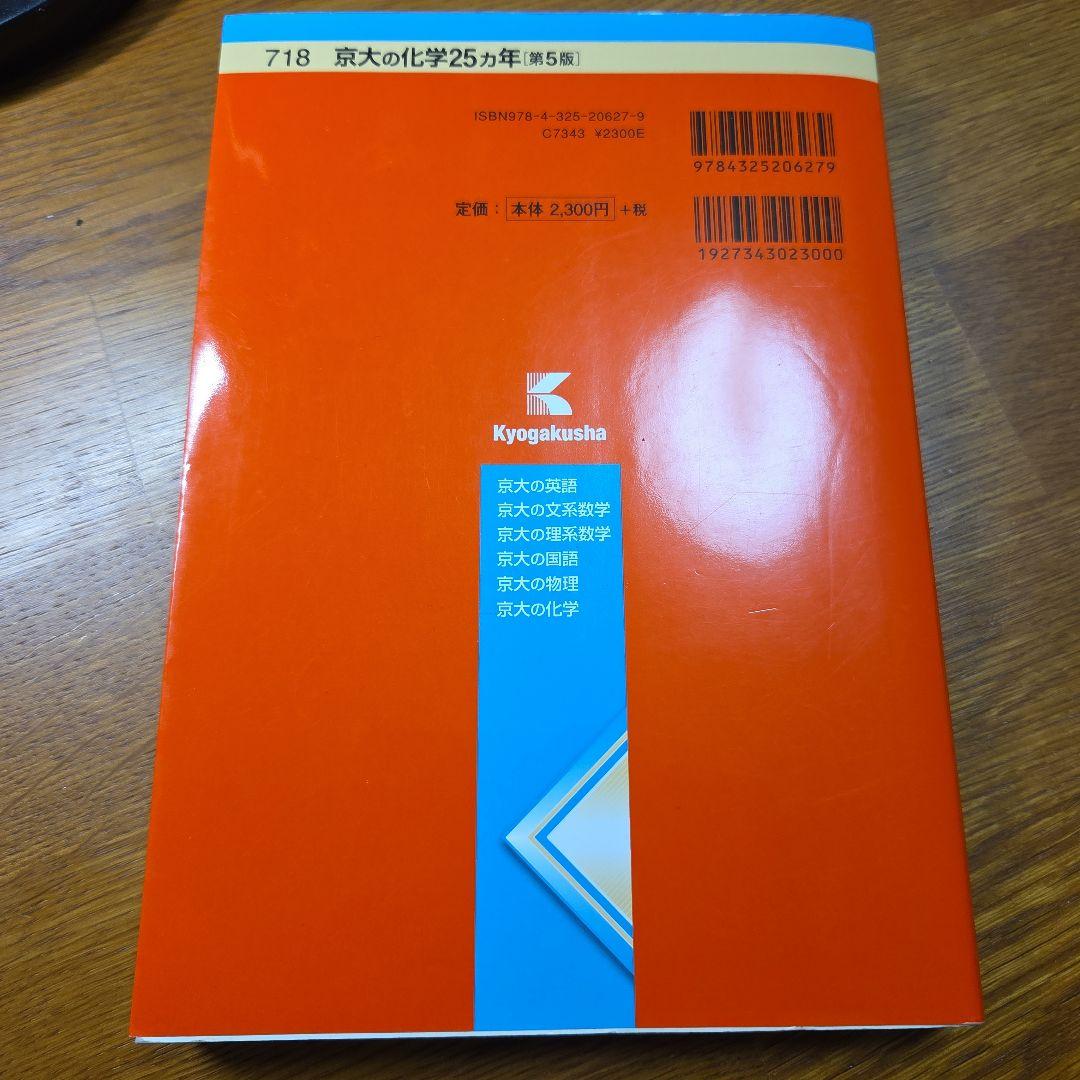 718 京大の化学25カ年[第5版]
ISBN978-4-325-20627-9
C7343 ¥2300E
9784325206279
定価：本体 2,300円+税
1927343023000
Kyogakusha
京大の英語
京大の文系数学
京大の理系数学
京大の国語
京大の物理
京大の化学